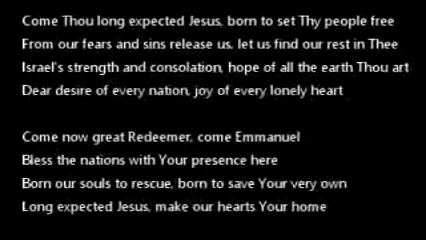 Come Thou long expected Jesus, born to set Thy people free
From our fears and sins release us, let us find our rest in Thee
Israel's strength and consolation, hope of all the earth Thou art
Dear desire of every nation, joy of every lonely heart

Come now great Redeemer, come Emmanuel
Bless the nations with Your presence here
Born our souls to rescue, born to save Your very own
Long expected Jesus, make our hearts Your home